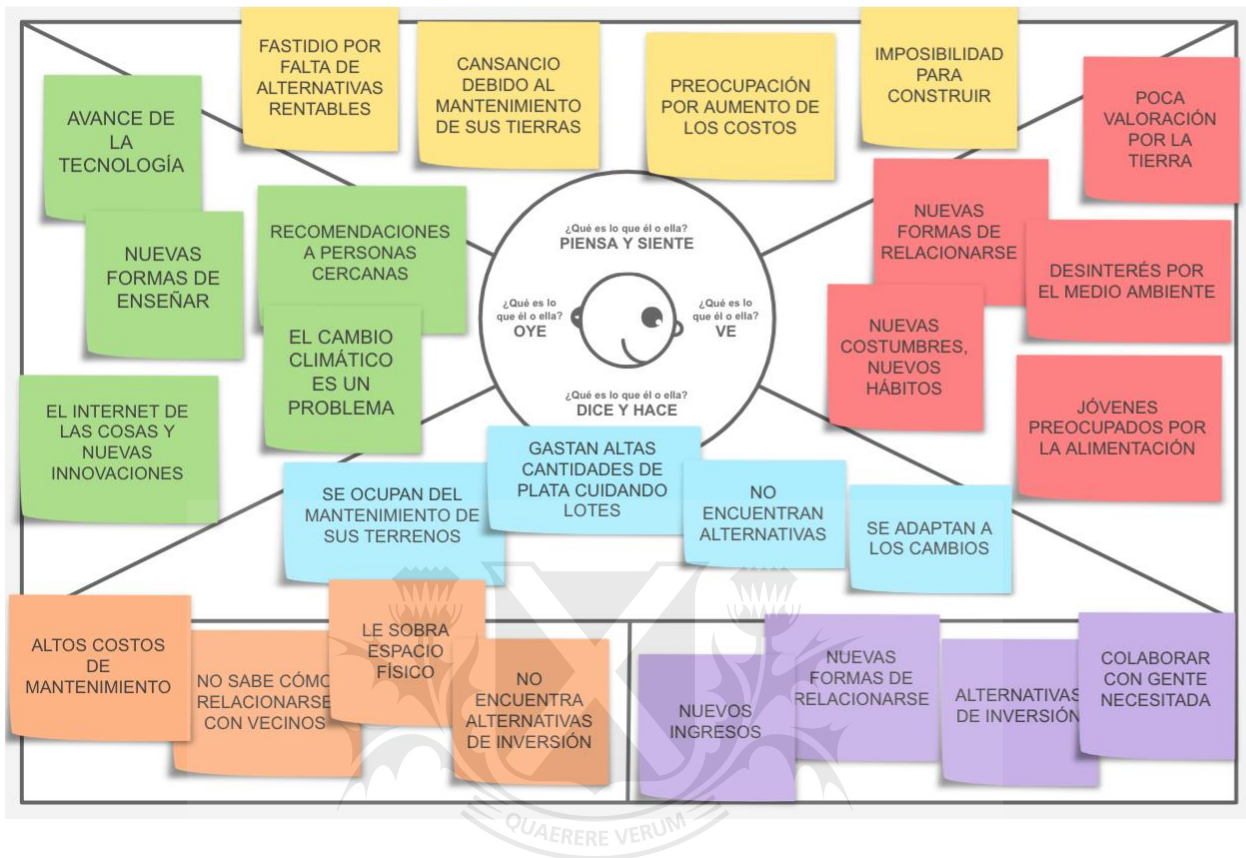 FASTIDIO POR
FALTA DE
ALTERNATIVAS
RENTABLES
CANSANCIO
DEBIDO AL
MANTENIMIENTO
DE SUS TIERRAS
PREOCUPACIÓN
POR AUMENTO DE
LOS COSTOS
IMPOSIBILIDAD
PARA
CONSTRUIR
AVANCE DE
LA
TECNOLOGÍA
NUEVAS
FORMAS DE
ENSEÑAR
RECOMENDACIONES
A PERSONAS
CERCANAS
EL CAMBIO
CLIMÁTICO
ES UN
PROBLEMA
EL INTERNET DE
LAS COSAS Y
NUEVAS
INNOVACIONES
¿Qué es lo que él o ella?
PIENSA Y SIENTE
¿Qué es lo
que él o ella?
OYE
¿Qué es lo
que él o ella?
VE
¿Qué es lo que él o ella?
DICE Y HACE
POCA
VALORACIÓN
POR LA
TIERRA
NUEVAS
FORMAS DE
RELACIONARSE
DESINTERÉS POR
EL MEDIO AMBIENTE
NUEVAS
COSTUMBRES,
NUEVOS
HÁBITOS
JÓVENES
PREOCUPADOS POR
LA ALIMENTACIÓN
SE OCUPAN DEL
MANTENIMIENTO DE
SUS TERRENOS
GASTAN ALTAS
CANTIDADES DE
PLATA CUIDANDO
LOTES
NO
ENCUENTRAN
ALTERNATIVAS
SE ADAPTAN A
LOS CAMBIOS
ALTOS COSTOS
DE
MANTENIMIENTO
NO SABE CÓMO
RELACIONARSE
CON VECINOS
LE SOBRA
ESPACIO
FÍSICO
NO
ENCUENTRA
ALTERNATIVAS
DE INVERSIÓN
NUEVOS
INGRESOS
NUEVAS
FORMAS DE
RELACIONARSE
ALTERNATIVAS
DE INVERSIÓN
COLABORAR
CON GENTE
NECESITADA
QUAERERE VERUM